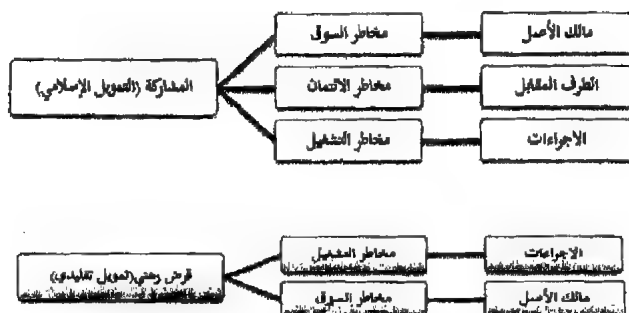 مخاطر السوق
مالك الأصل
المشاركة (التمويل الإسلامي)
مخاطر الائتمان
الطرف المقابل
مخاطر التشغيل
الاجراءات
مخاطر التشغيل
الاجراءات
قرض رهني (تمويل تقليدي)
مخاطر السوق
مالك الأصل